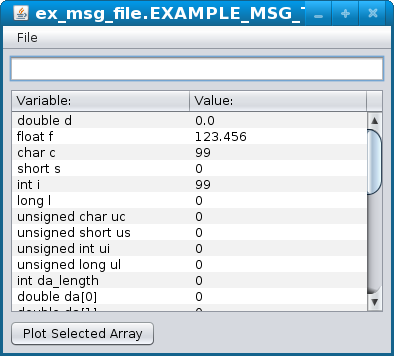 ex_msg_file.EXAMPLE_MSG_
File
Variable: Value:
double d 0.0
float f 123.456
char c 99
short s 0
int i 99
long l 0
unsigned char uc 0
unsigned short us 0
unsigned int ui 0
unsigned long ul 0
int da_length 0
double da[0] 0
double da[1] 0
Plot Selected Array